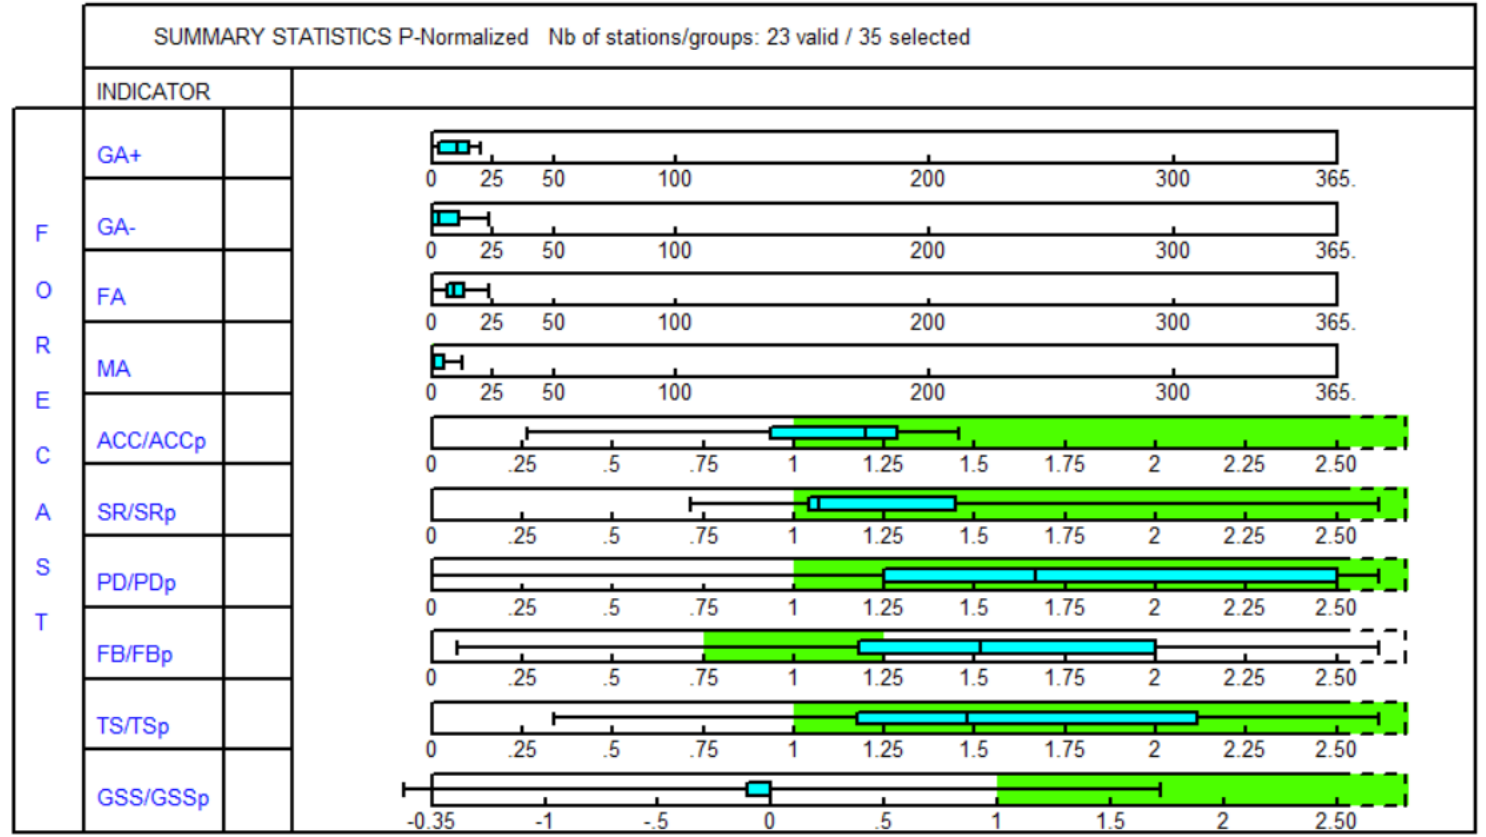 SUMMARY STATISTICS P-Normalized Nb of stations/groups: 23 valid / 35 selected
INDICATOR
FORECAST
GA+
0 25 50 100 200 300 365.
GA-
0 25 50 100 200 300 365.
FA
0 25 50 100 200 300 365.
MA
0 25 50 100 200 300 365.
ACC/ACCp
0 .25 .5 .75 1 1.25 1.5 1.75 2 2.25 2.50
SR/SRp
0 .25 .5 .75 1 1.25 1.5 1.75 2 2.25 2.50
PD/PDp
0 .25 .5 .75 1 1.25 1.5 1.75 2 2.25 2.50
FB/FBp
0 .25 .5 .75 1 1.25 1.5 1.75 2 2.25 2.50
TS/TSp
0 .25 .5 .75 1 1.25 1.5 1.75 2 2.25 2.50
GSS/GSSp
-0.35 -1 -.5 0 .5 1 1.5 2 2.50